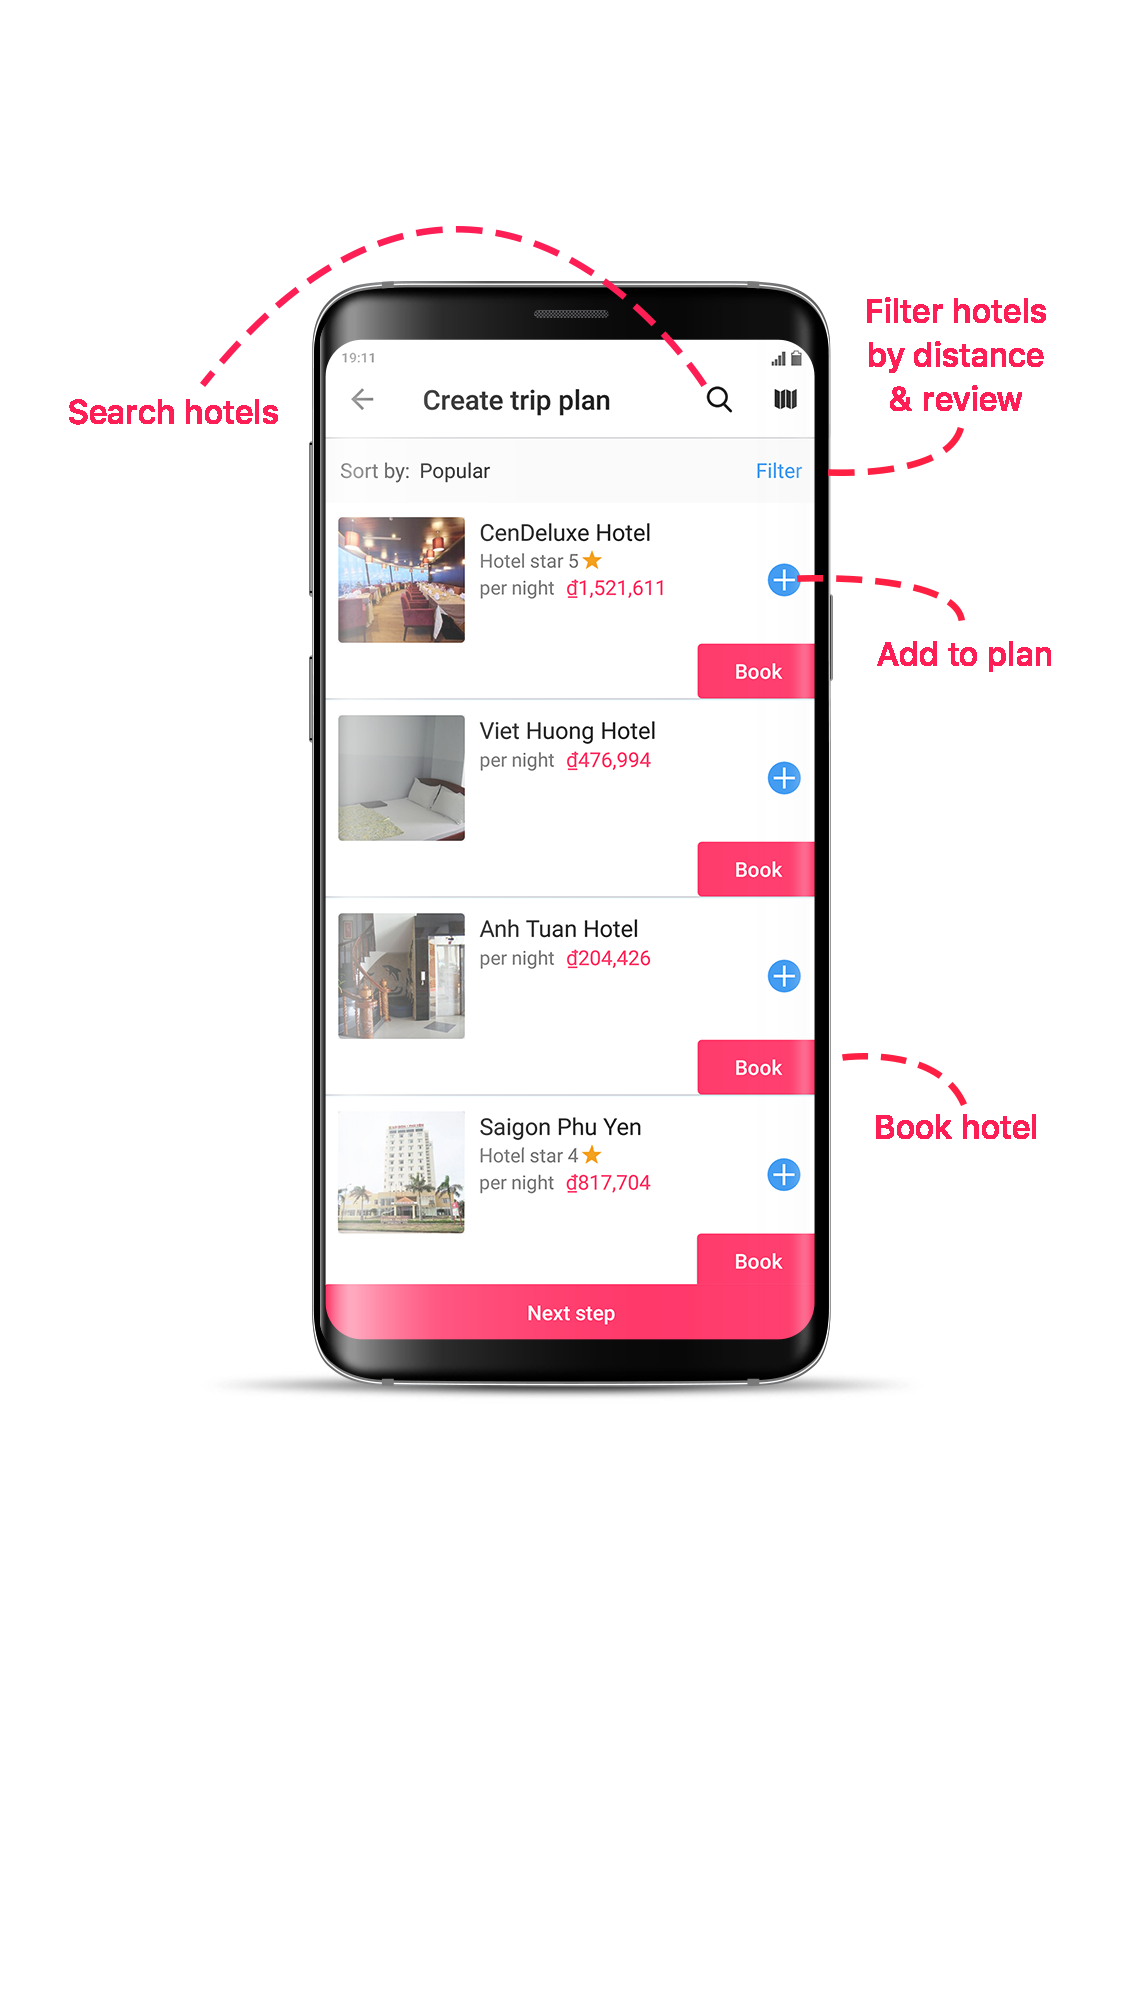 Search hotels
Filter hotels
by distance
& review
19:11
Create trip plan
Sort by: Popular
Filter
CenDeluxe Hotel
Hotel star 5
per night ₫1,521,611
Add to plan
Book
Viet Huong Hotel
per night ₫476,994
Book
Anh Tuan Hotel
per night ₫204,426
Book
Book hotel
Saigon Phu Yen
Hotel star 4
per night ₫817,704
Book
Next step